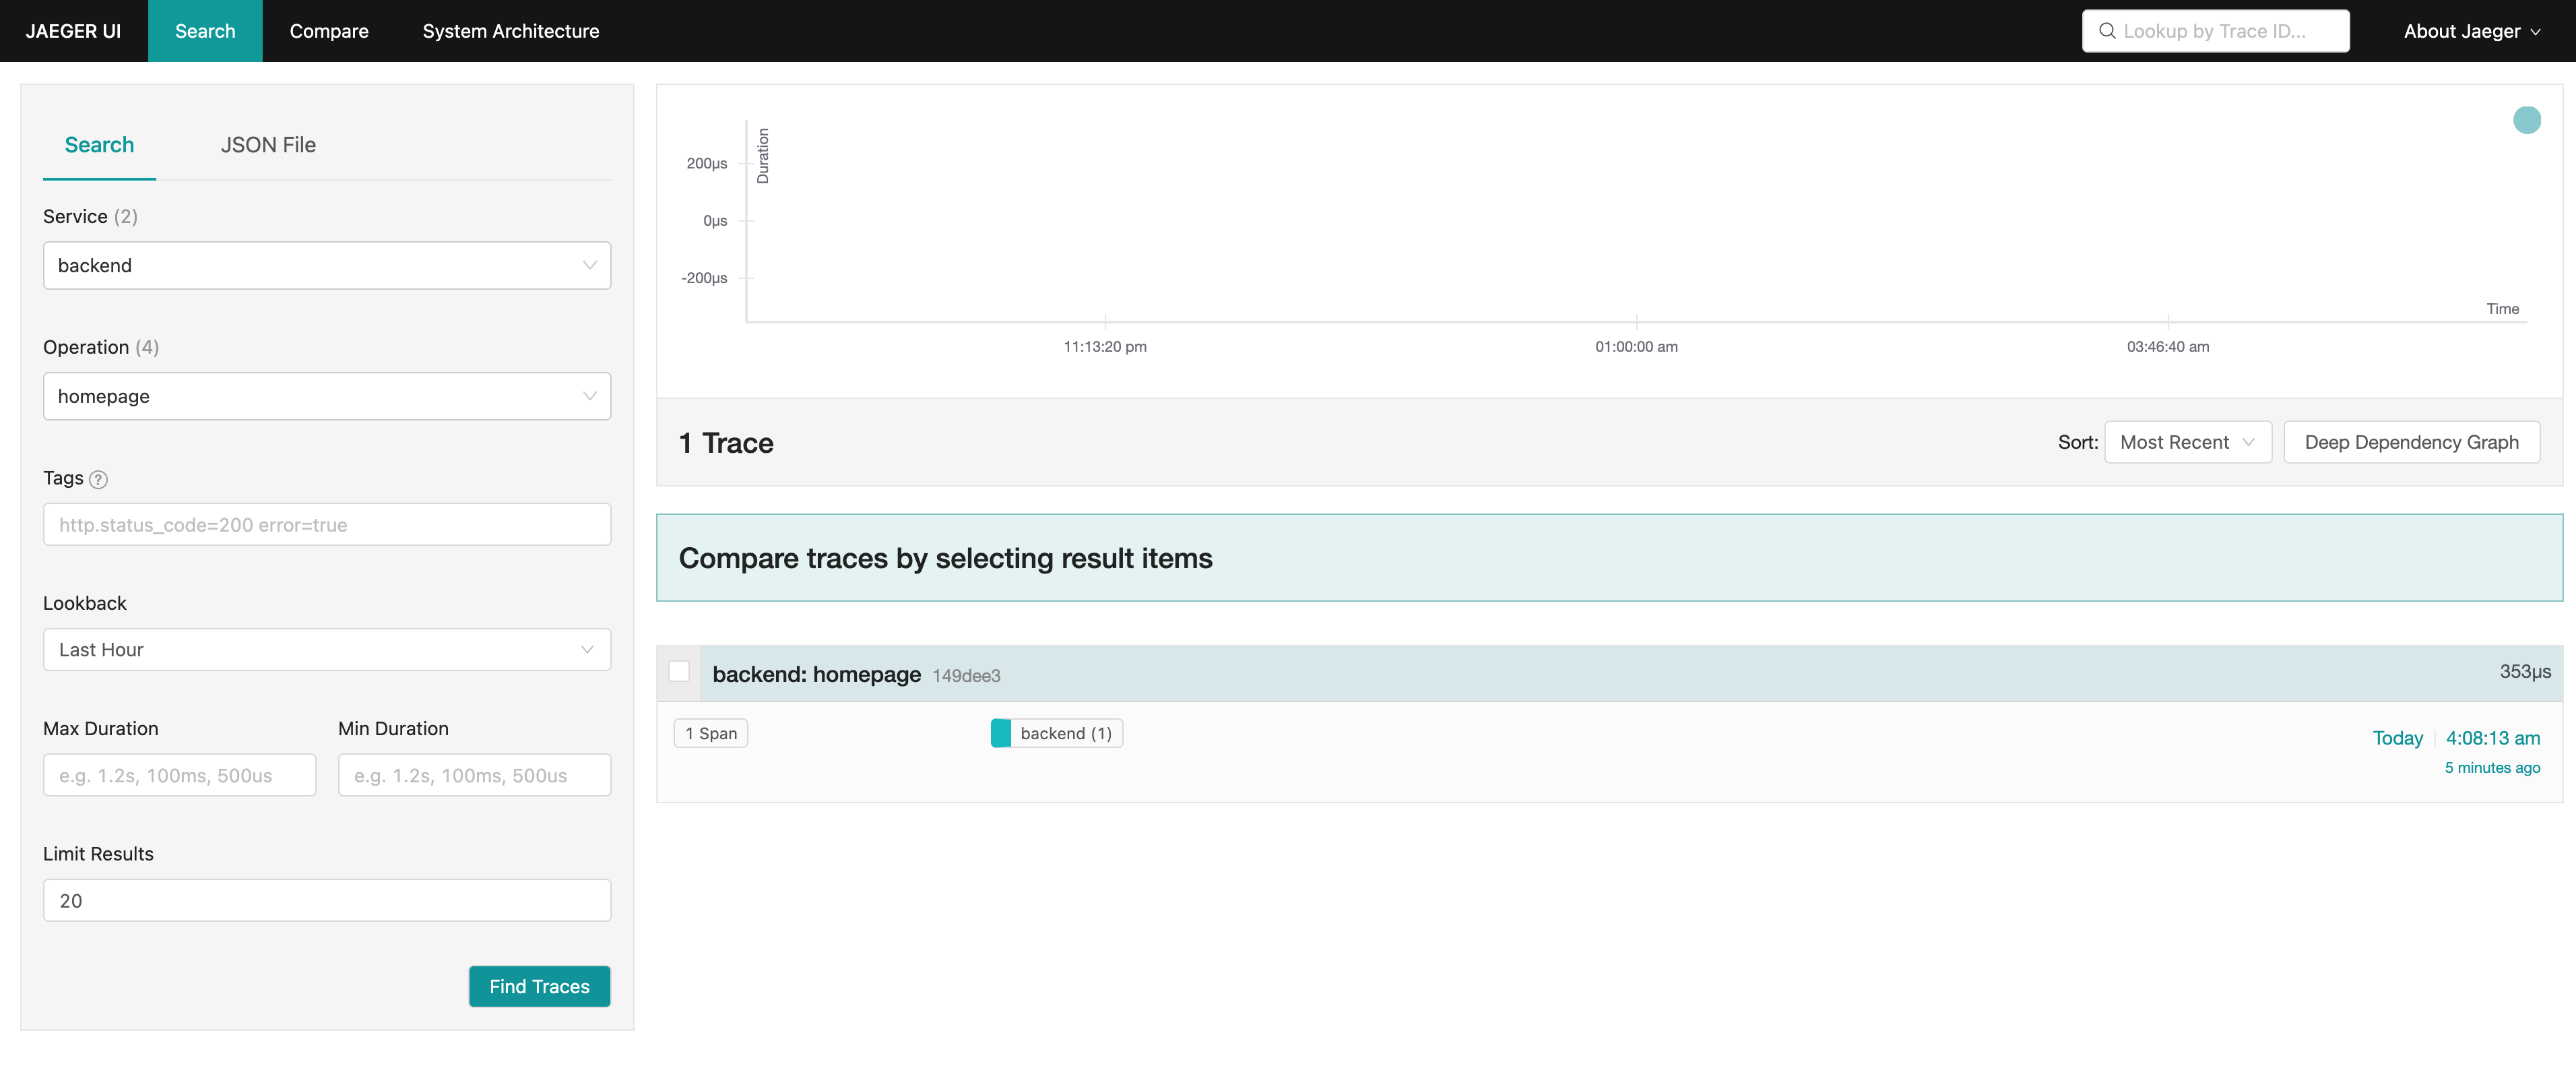 JAEGER UI Search Compare System Architecture Lookup by Trace ID... About Jaeger
Search JSON File
Service (2)
backend
Operation (4)
homepage
Tags ?
http.status_code=200 error=true
Lookback
Last Hour
Max Duration Min Duration
e.g. 1.2s, 100ms, 500us e.g. 1.2s, 100ms, 500us
Limit Results
20
Find Traces
Duration
200μs
0μs
-200μs
Time
11:13:20 pm 01:00:00 am 03:46:40 am
1 Trace Sort: Most Recent Deep Dependency Graph
Compare traces by selecting result items
backend: homepage 149dee3 353μs
1 Span backend (1) Today 4:08:13 am
5 minutes ago